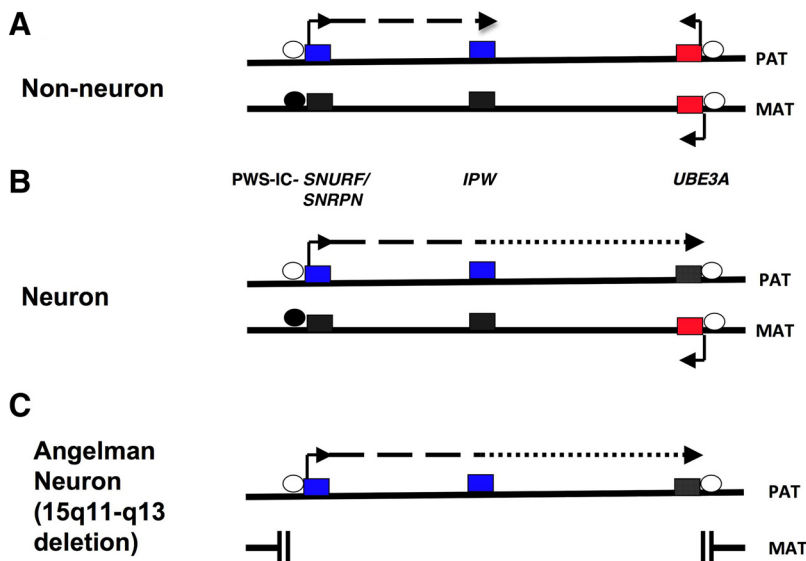 A
Non-neuron
PAT
MAT
B
PWS-IC- SNURF/
SNRPN
IPW
UBE3A
Neuron
PAT
MAT
C
Angelman
Neuron
(15q11-q13
deletion)
PAT
MAT